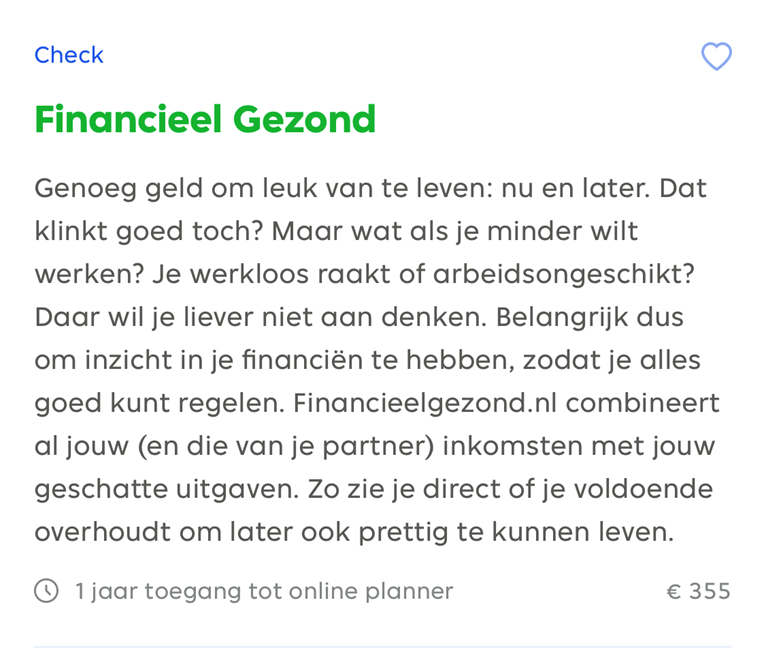 Check
Financieel Gezond
Genoeg geld om leuk van te leven: nu en later. Dat
klinkt goed toch? Maar wat als je minder wilt
werken? Je werkloos raakt of arbeidsongeschikt?
Daar wil je liever niet aan denken. Belangrijk dus
om inzicht in je financiën te hebben, zodat je alles
goed kunt regelen. Financieelgezond.nl combineert
al jouw (en die van je partner) inkomsten met jouw
geschatte uitgaven. Zo zie je direct of je voldoende
overhoudt om later ook prettig te kunnen leven.
1 jaar toegang tot online planner € 355